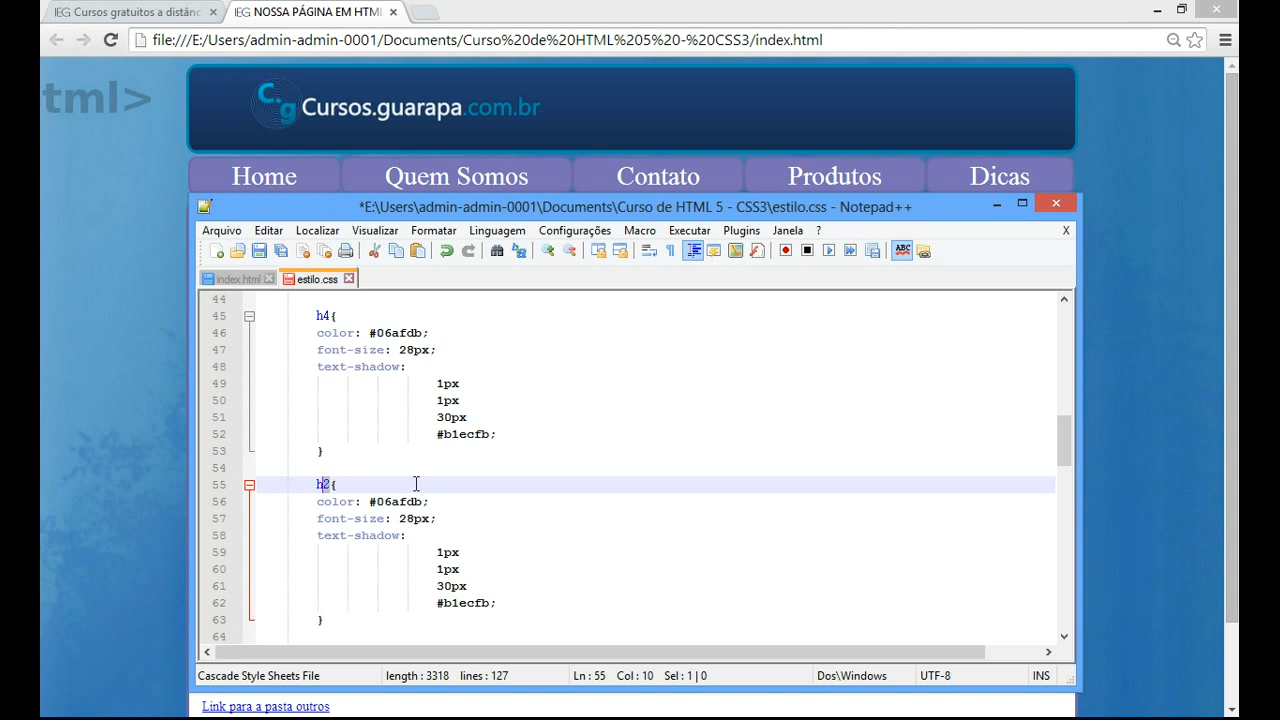 IEG Cursos gratuitos a distânc
IEG NOSSA PÁGINA EM HTM
file:///E:/Users/admin-admin-0001/Documents/Curso%20de%20HTML%205%20-%20CSS3/index.html
tml>
C.g Cursos.guarapa.com.br
Home Quem Somos Contato Produtos Dicas
*E:\Users\admin-admin-0001\Documents\Curso de HTML 5 - CSS3\estilo.css - Notepad++
Arquivo Editar Localizar Visualizar Formatar Linguagem Configurações Macro Executar Plugins Janela ? X
ABC
index.html estilo.css
44
45 h4{
46 color: #06afdb;
47 font-size: 28px;
48 text-shadow:
49 1px
50 1px
51 30px
52 #b1ecfb;
53 }
54
55 h2{
56 color: #06afdb;
57 font-size: 28px;
58 text-shadow:
59 1px
60 1px
61 30px
62 #b1ecfb;
63 }
64
Cascade Style Sheets File length : 3318 lines : 127 Ln : 55 Col : 10 Sel : 1 | 0 Dos\Windows UTF-8 INS
Link para a pasta outros